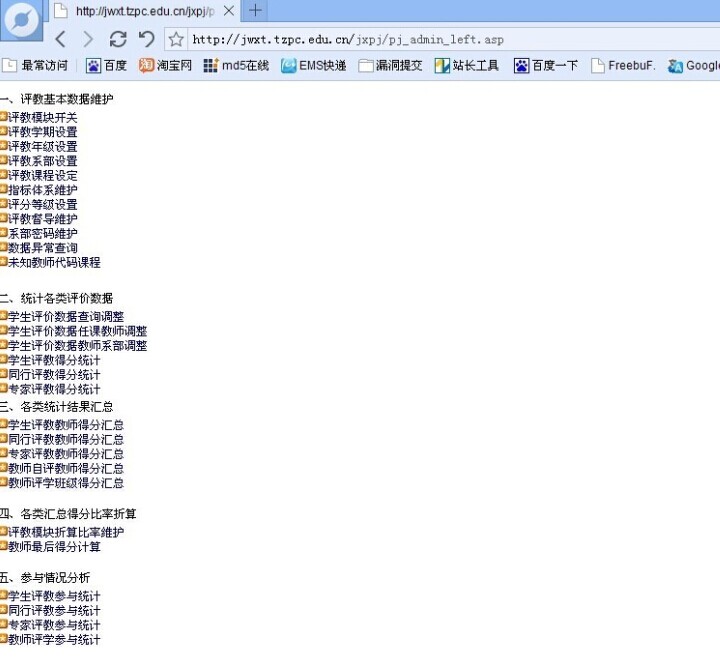 http://jwxt.tzpc.edu.cn/jxpj/p
http://jwxt.tzpc.edu.cn/jxpj/pj_admin_left.asp
最常访问 百度 淘宝网 md5在线 EMS快递 漏洞提交 站长工具 百度一下 FreebuF. Google
一、评教基本数据维护
评教模块开关
评教学期设置
评教年级设置
评教系部设置
评教课程设定
指标体系维护
评分等级设置
评教督导维护
系部密码维护
数据异常查询
未知教师代码课程
二、统计各类评价数据
学生评价数据查询调整
学生评价数据任课教师调整
学生评价数据教师系部调整
学生评教得分统计
同行评教得分统计
专家评教得分统计
三、各类统计结果汇总
学生评教教师得分汇总
同行评教教师得分汇总
专家评教教师得分汇总
教师自评教师得分汇总
教师评学班级得分汇总
四、各类汇总得分比率折算
评教模块折算比率维护
教师最后得分计算
五、参与情况分析
学生评教参与统计
同行评教参与统计
专家评教参与统计
教师评学参与统计